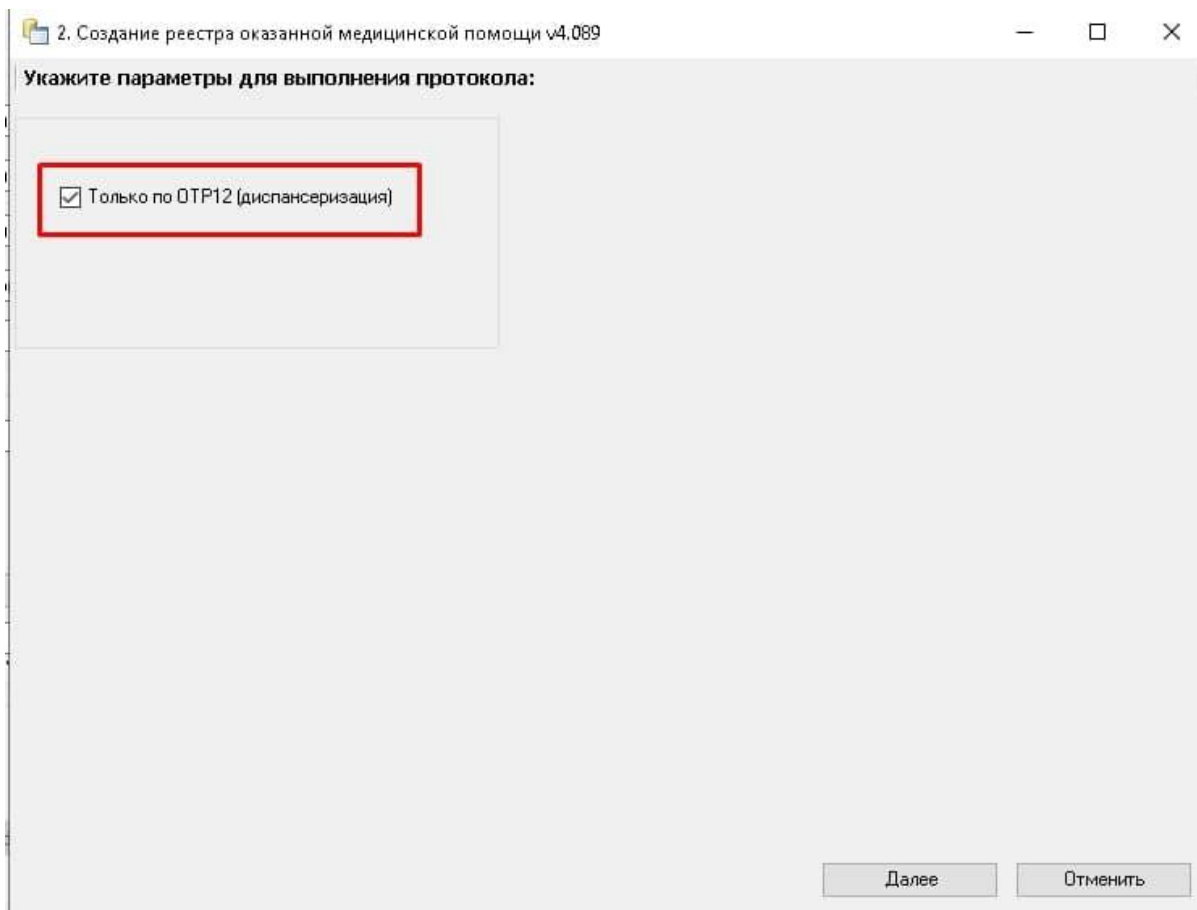 2. Создание реестра оказанной медицинской помощи v4.089
Укажите параметры для выполнения протокола:
Только по ОТР12 (диспансеризация)
Далее
Отменить